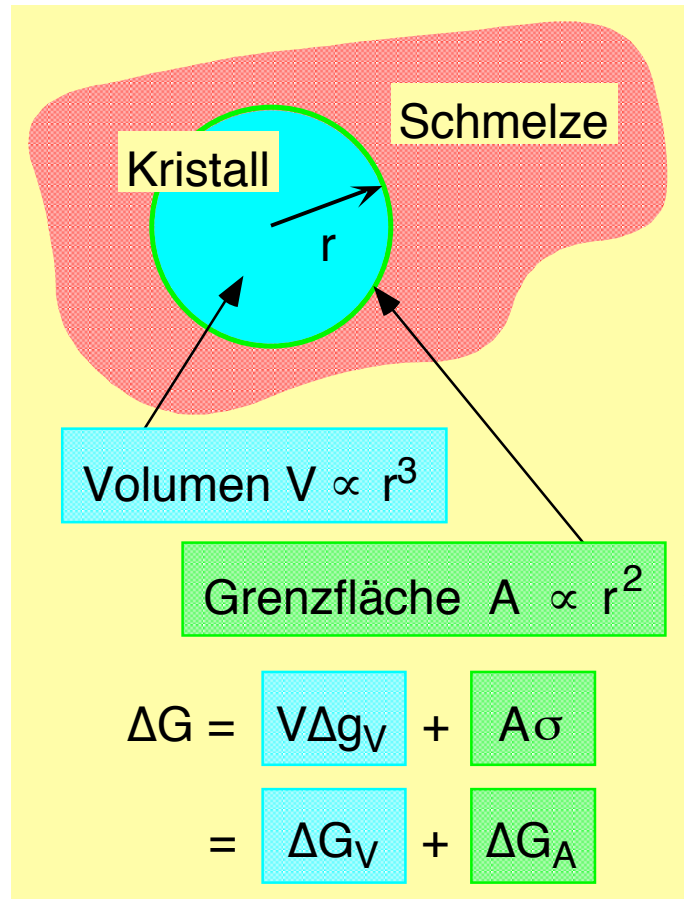 Schmelze
Kristall
r
Volumen V ∝ r³
Grenzfläche A ∝ r²
ΔG = VΔg_V + Aσ
= ΔG_V + ΔG_A